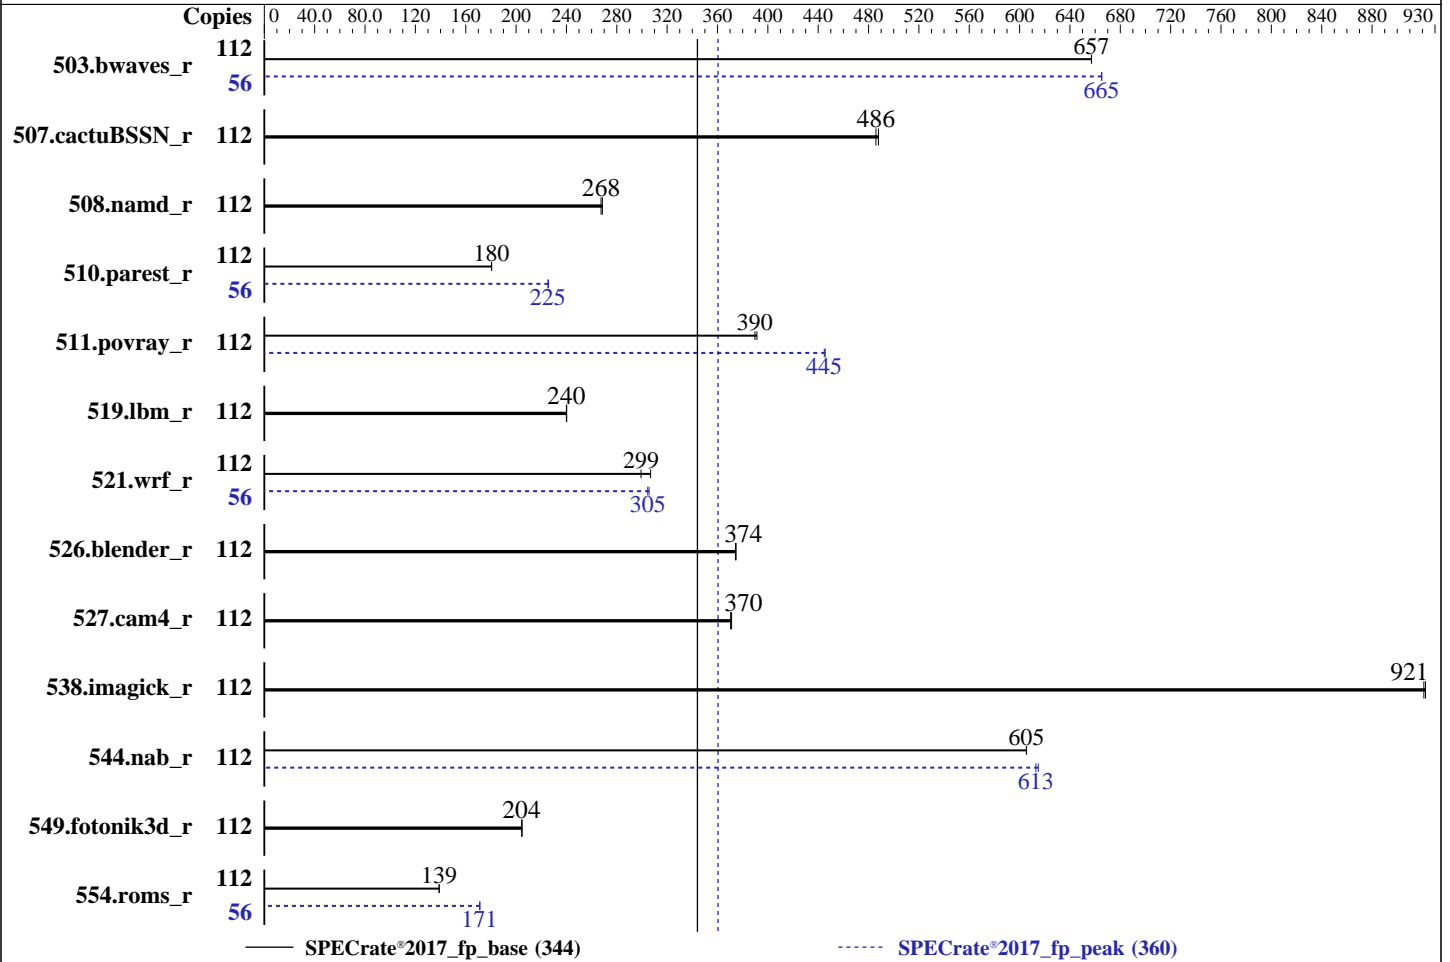 Copies 0 40.0 80.0 120 160 200 240 280 320 360 400 440 480 520 560 600 640 680 720 760 800 840 880 930
503.bwaves_r 112 657
56 665
507.cactuBSSN_r 112 486
508.namd_r 112 268
510.parest_r 112 180
56 225
511.povray_r 112 390
445
519.lbm_r 112 240
521.wrf_r 112 299
56 305
526.blender_r 112 374
527.cam4_r 112 370
538.imagick_r 112 921
544.nab_r 112 605
613
549.fotonik3d_r 112 204
554.roms_r 112 139
56 171
SPECrate®2017_fp_base (344) SPECrate®2017_fp_peak (360)